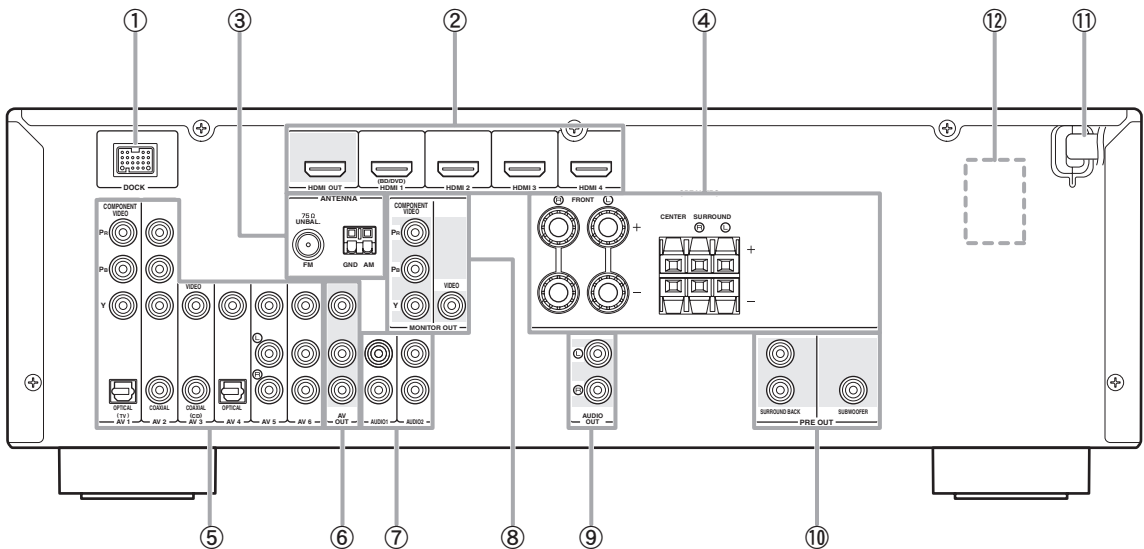 ① ③ ② ④ ⑫ ⑪
DOCK
HDMI OUT
(BD/DVD)
HDMI 1
HDMI 2
HDMI 3
HDMI 4
COMPONENT
VIDEO
PR
PB
Y
VIDEO
L
R
OPTICAL
(TV)
AV 1
COAXIAL
AV 2
COAXIAL
(CD)
AV 3
OPTICAL
AV 4
AV 5
AV 6
ANTENNA
75Ω
UNBAL.
FM
GND AM
COMPONENT
VIDEO
PR
PB
Y
VIDEO
MONITOR OUT
AV
OUT
AUDIO1
AUDIO2
R FRONT L
+
–
CENTER SURROUND
R L
+
–
L
R
AUDIO
OUT
SURROUND BACK
SUBWOOFER
PRE OUT
⑤ ⑥ ⑦ ⑧ ⑨ ⑩